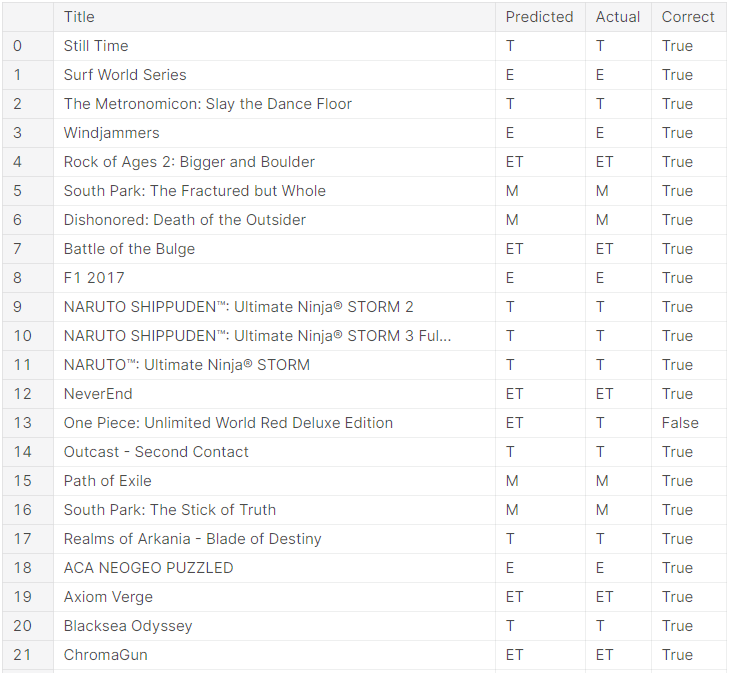 Title Predicted Actual Correct
0 Still Time T T True
1 Surf World Series E E True
2 The Metronomicon: Slay the Dance Floor T T True
3 Windjammers E E True
4 Rock of Ages 2: Bigger and Boulder ET ET True
5 South Park: The Fractured but Whole M M True
6 Dishonored: Death of the Outsider M M True
7 Battle of the Bulge ET ET True
8 F1 2017 E E True
9 NARUTO SHIPPUDEN™: Ultimate Ninja® STORM 2 T T True
10 NARUTO SHIPPUDEN™: Ultimate Ninja® STORM 3 Ful... T T True
11 NARUTO™: Ultimate Ninja® STORM T T True
12 NeverEnd ET ET True
13 One Piece: Unlimited World Red Deluxe Edition ET T False
14 Outcast - Second Contact T T True
15 Path of Exile M M True
16 South Park: The Stick of Truth M M True
17 Realms of Arkania - Blade of Destiny T T True
18 ACA NEOGEO PUZZLED E E True
19 Axiom Verge ET ET True
20 Blacksea Odyssey T T True
21 ChromaGun ET ET True